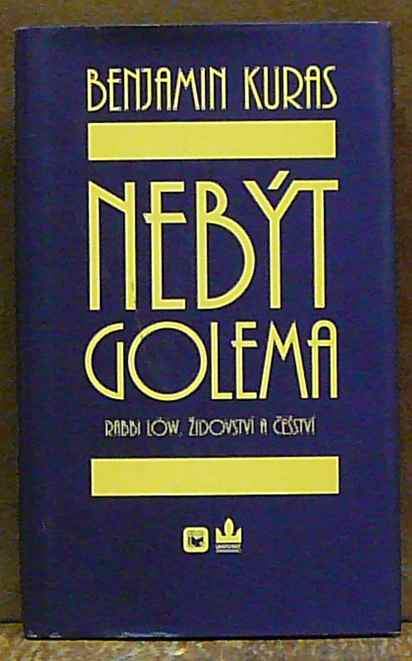 BENJAMIN KURAS
NEBÝT
GOLEMA
RABBI LÖW, ŽIDOVSTVÍ A ČEŠSTVÍ